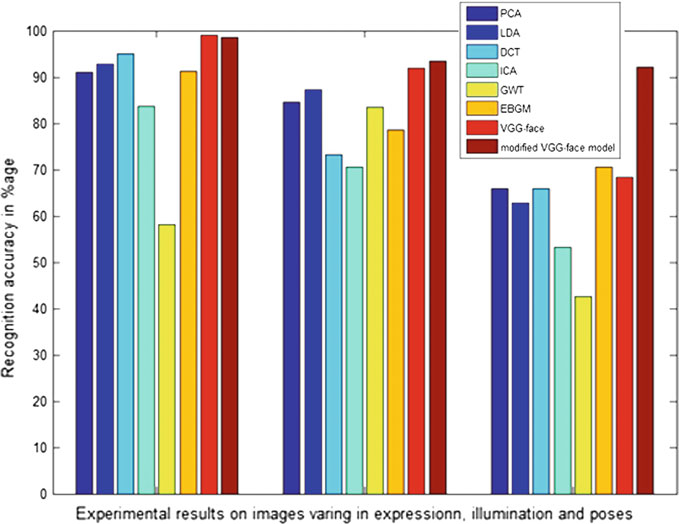 PCA
LDA
DCT
ICA
GWT
EBGM
VGG-face
modified VGG-face model
100
90
80
70
60
50
40
30
20
10
0
Recognition accuracy in %age
Experimental results on images varing in expressionn, illumination and poses